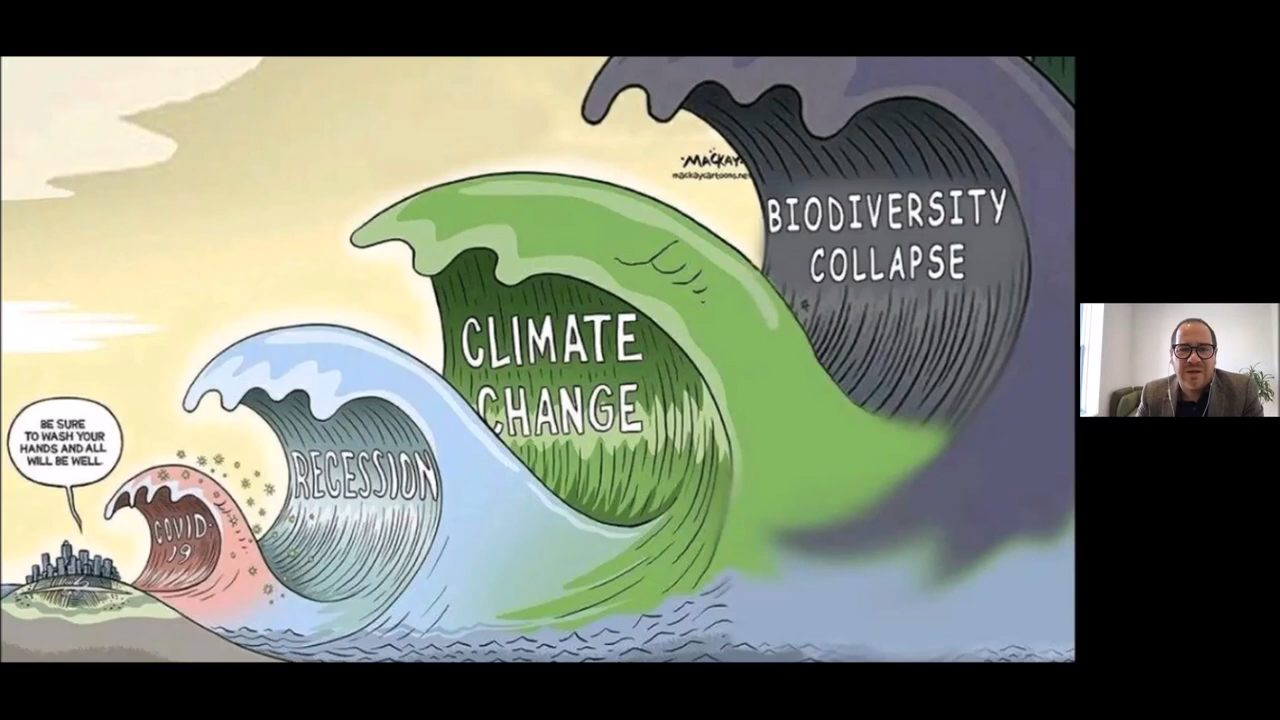 BE SURE
TO WASH YOUR
HANDS AND ALL
WILL BE WELL
COVID-
19
RECESSION
CLIMATE
CHANGE
MACKAY
mackaycartoons.net
BIODIVERSITY
COLLAPSE